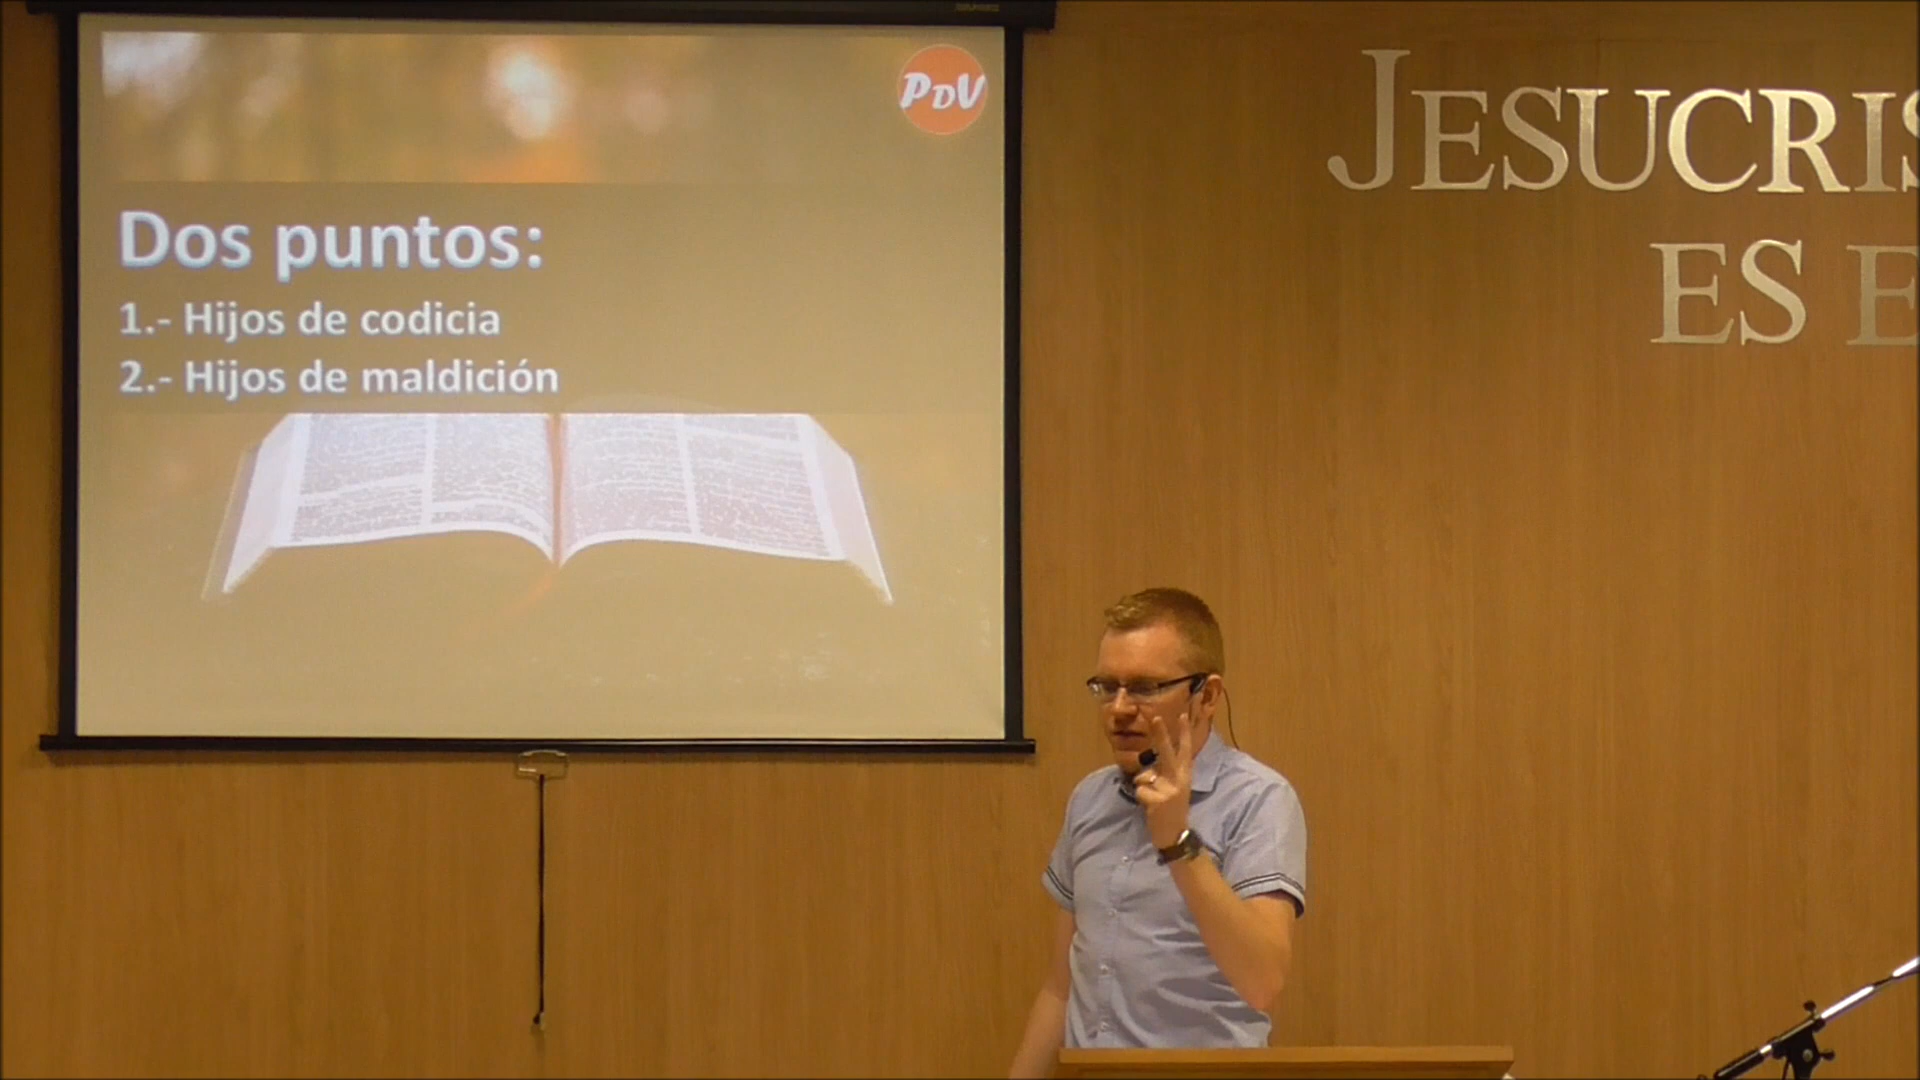 PDV
Dos puntos:
1.- Hijos de codicia
2.- Hijos de maldición
JESUCRIS
ES E